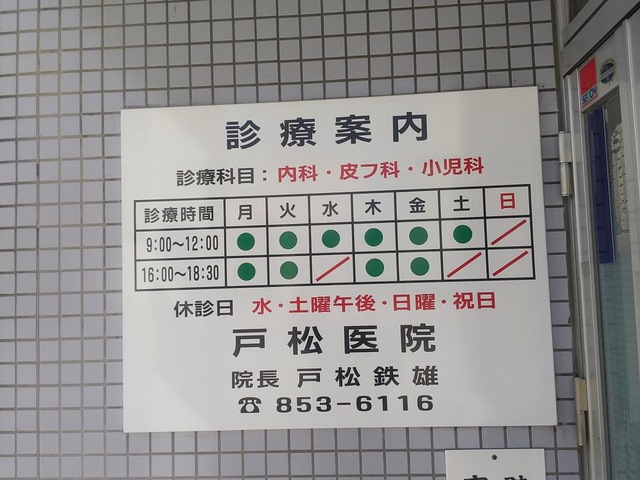 診療案内
診療科目：内科・皮フ科・小児科
診療時間 月 火 水 木 金 土 日
9:00〜12:00 ● ● ● ● ● ● ／
16:00〜18:30 ● ● ／ ● ● ／ ／
休診日 水・土曜午後・日曜・祝日
戸松医院
院長 戸松鉄雄
☎ 853-6116